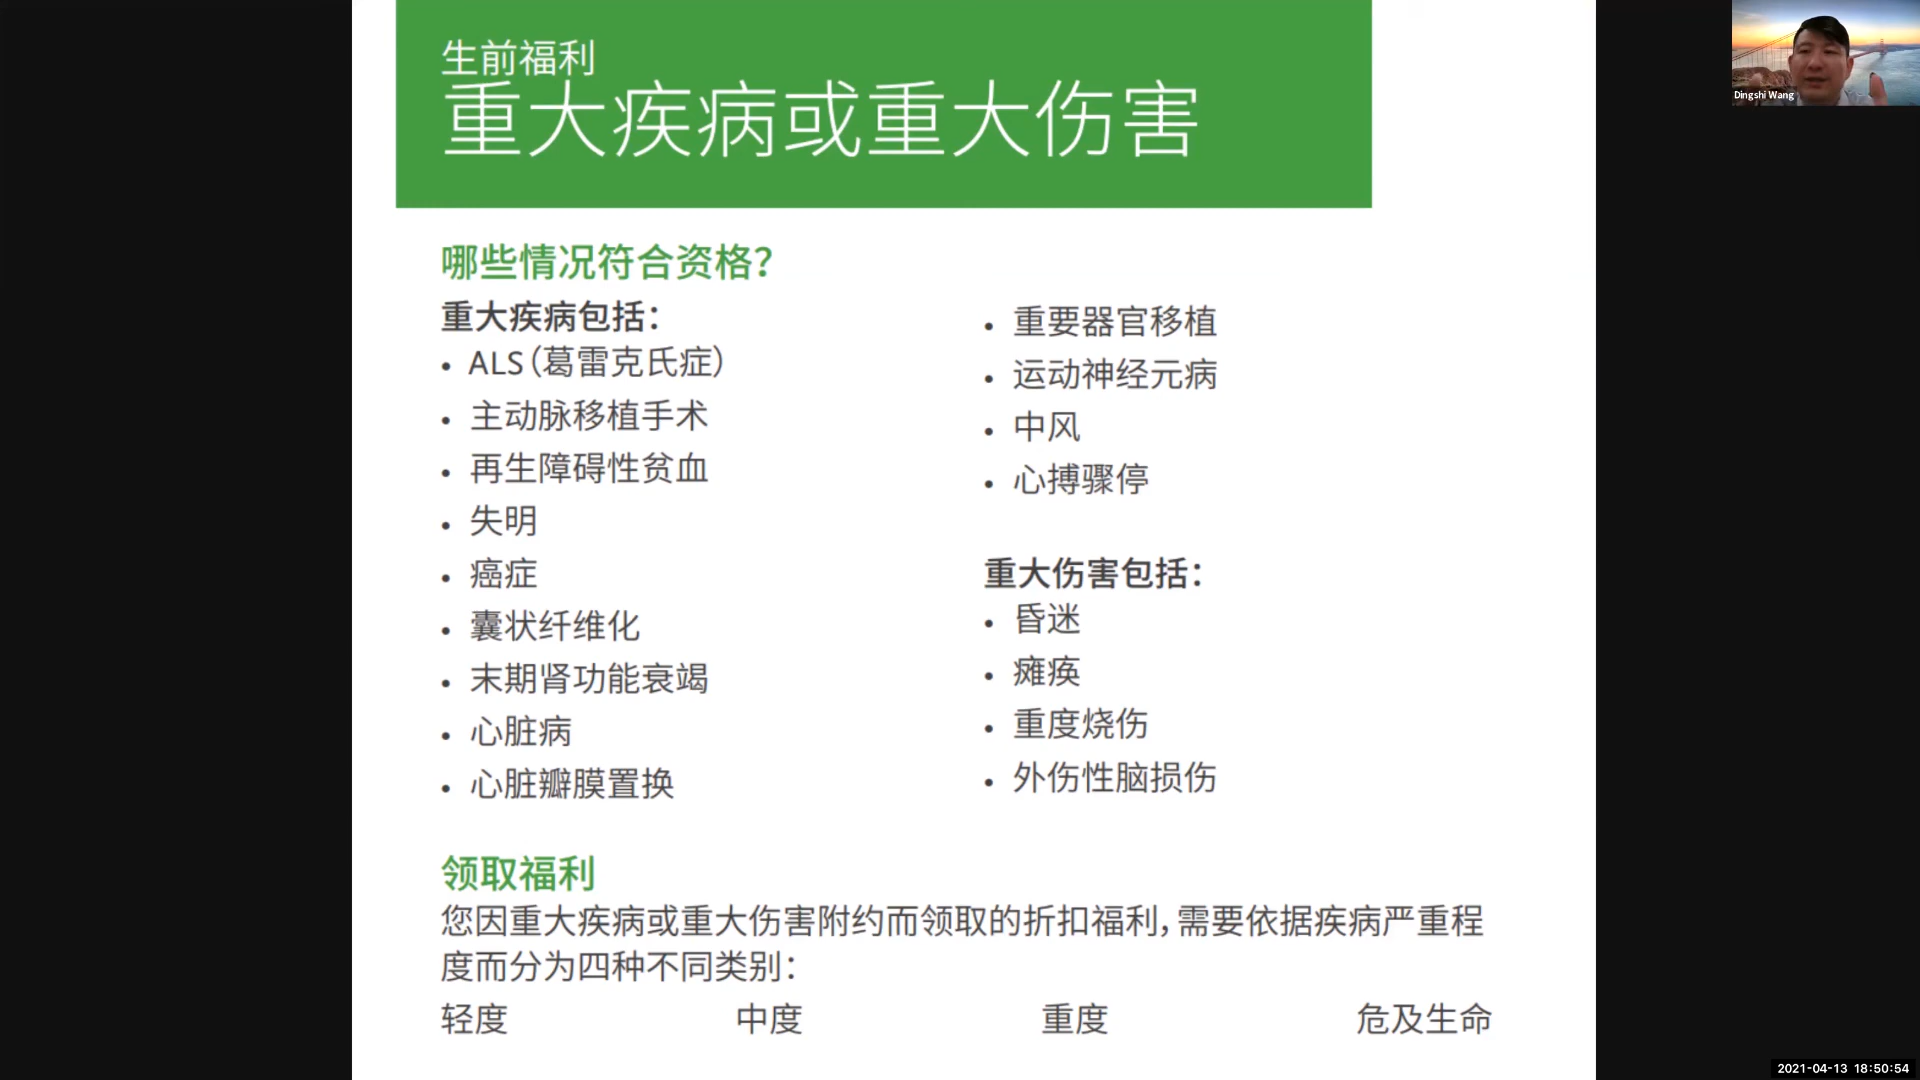 生前福利
重大疾病或重大伤害
哪些情况符合资格?
重大疾病包括:
• ALS(葛雷克氏症)
• 主动脉移植手术
• 再生障碍性贫血
• 失明
• 癌症
• 囊状纤维化
• 末期肾功能衰竭
• 心脏病
• 心脏瓣膜置换
• 重要器官移植
• 运动神经元病
• 中风
• 心搏骤停
重大伤害包括:
• 昏迷
• 瘫痪
• 重度烧伤
• 外伤性脑损伤
领取福利
您因重大疾病或重大伤害附约而领取的折扣福利,需要依据疾病严重程
度而分为四种不同类别:
轻度 中度 重度 危及生命
Dingshi Wang
2021-04-13 18:50:54